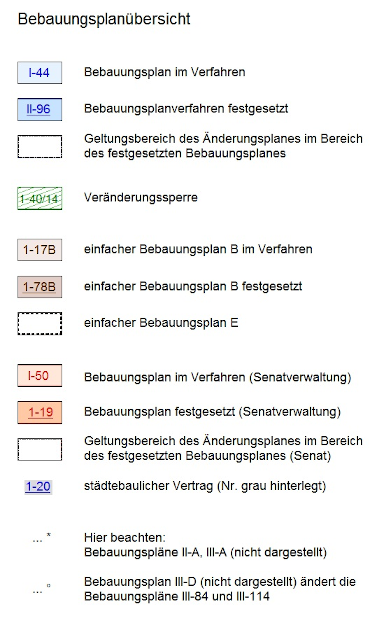 Bebauungsplanübersicht
I-44 Bebauungsplan im Verfahren
II-96 Bebauungsplanverfahren festgesetzt
Geltungsbereich des Änderungsplanes im Bereich
des festgesetzten Bebauungsplanes
1-40/14 Veränderungssperre
1-17B einfacher Bebauungsplan B im Verfahren
1-78B einfacher Bebauungsplan B festgesetzt
einfacher Bebauungsplan E
I-50 Bebauungsplan im Verfahren (Senatverwaltung)
1-19 Bebauungsplan festgesetzt (Senatverwaltung)
Geltungsbereich des Änderungsplanes im Bereich
des festgesetzten Bebauungsplanes (Senat)
1-20 städtebaulicher Vertrag (Nr. grau hinterlegt)
... * Hier beachten:
Bebauungspläne II-A, III-A (nicht dargestellt)
... ° Bebauungsplan III-D (nicht dargestellt) ändert die
Bebauungspläne III-84 und III-114